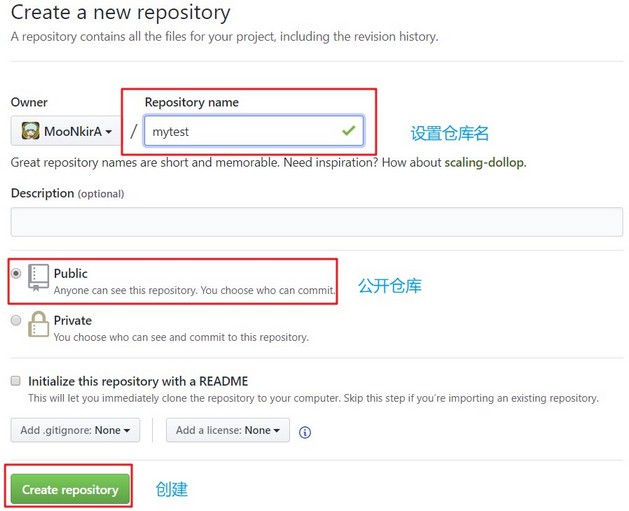 Create a new repository
A repository contains all the files for your project, including the revision history.
Owner
Repository name
MooNkirA
/
mytest
设置仓库名
Great repository names are short and memorable. Need inspiration? How about scaling-dollop.
Description (optional)
Public
Anyone can see this repository. You choose who can commit.
公开仓库
Private
You choose who can see and commit to this repository.
Initialize this repository with a README
This will let you immediately clone the repository to your computer. Skip this step if you're importing an existing repository.
Add .gitignore: None
Add a license: None
Create repository
创建